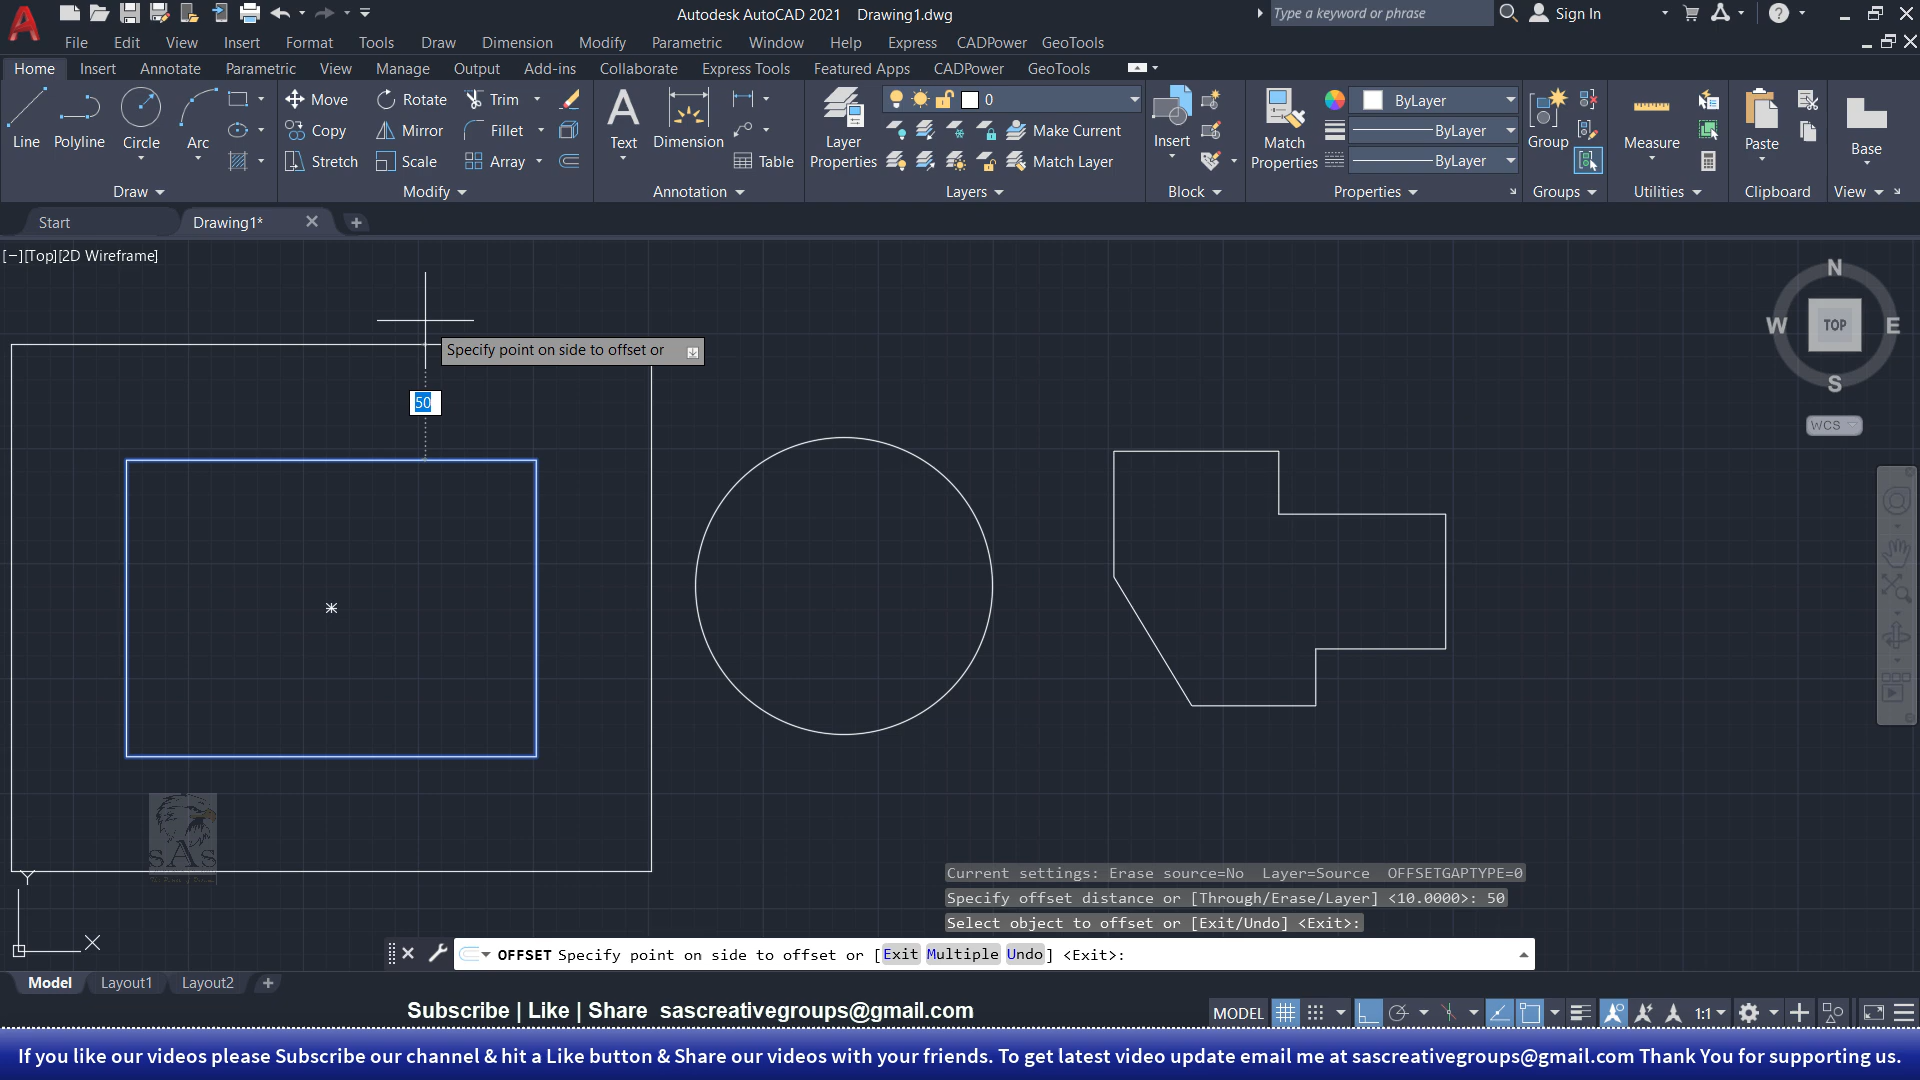 Autodesk AutoCAD 2021 Drawing1.dwg
Type a keyword or phrase
Sign In
File Edit View Insert Format Tools Draw Dimension Modify Parametric Window Help Express CADPower GeoTools
Home Insert Annotate Parametric View Manage Output Add-ins Collaborate Express Tools Featured Apps CADPower GeoTools
Line Polyline Circle Arc
Move Rotate Trim
Copy Mirror Fillet
Stretch Scale Array
Text Dimension Table
Layer Properties
0
Make Current
Match Layer
Insert
Match Properties
ByLayer
ByLayer
ByLayer
Group
Measure
Paste
Base
Draw Modify Annotation Layers Block Properties Groups Utilities Clipboard View
Start Drawing1*
[−][Top][2D Wireframe]
N
W TOP E
S
WCS
Specify point on side to offset or
50
sAs
Y
X
Current settings: Erase source=No Layer=Source OFFSETGAPTYPE=0
Specify offset distance or [Through/Erase/Layer] <10.0000>: 50
Select object to offset or [Exit/Undo] <Exit>:
OFFSET Specify point on side to offset or [Exit Multiple Undo] <Exit>:
Model Layout1 Layout2
Subscribe | Like | Share sascreativegroups@gmail.com
MODEL 1:1
If you like our videos please Subscribe our channel & hit a Like button & Share our videos with your friends. To get latest video update email me at sascreativegroups@gmail.com Thank You for supporting us.